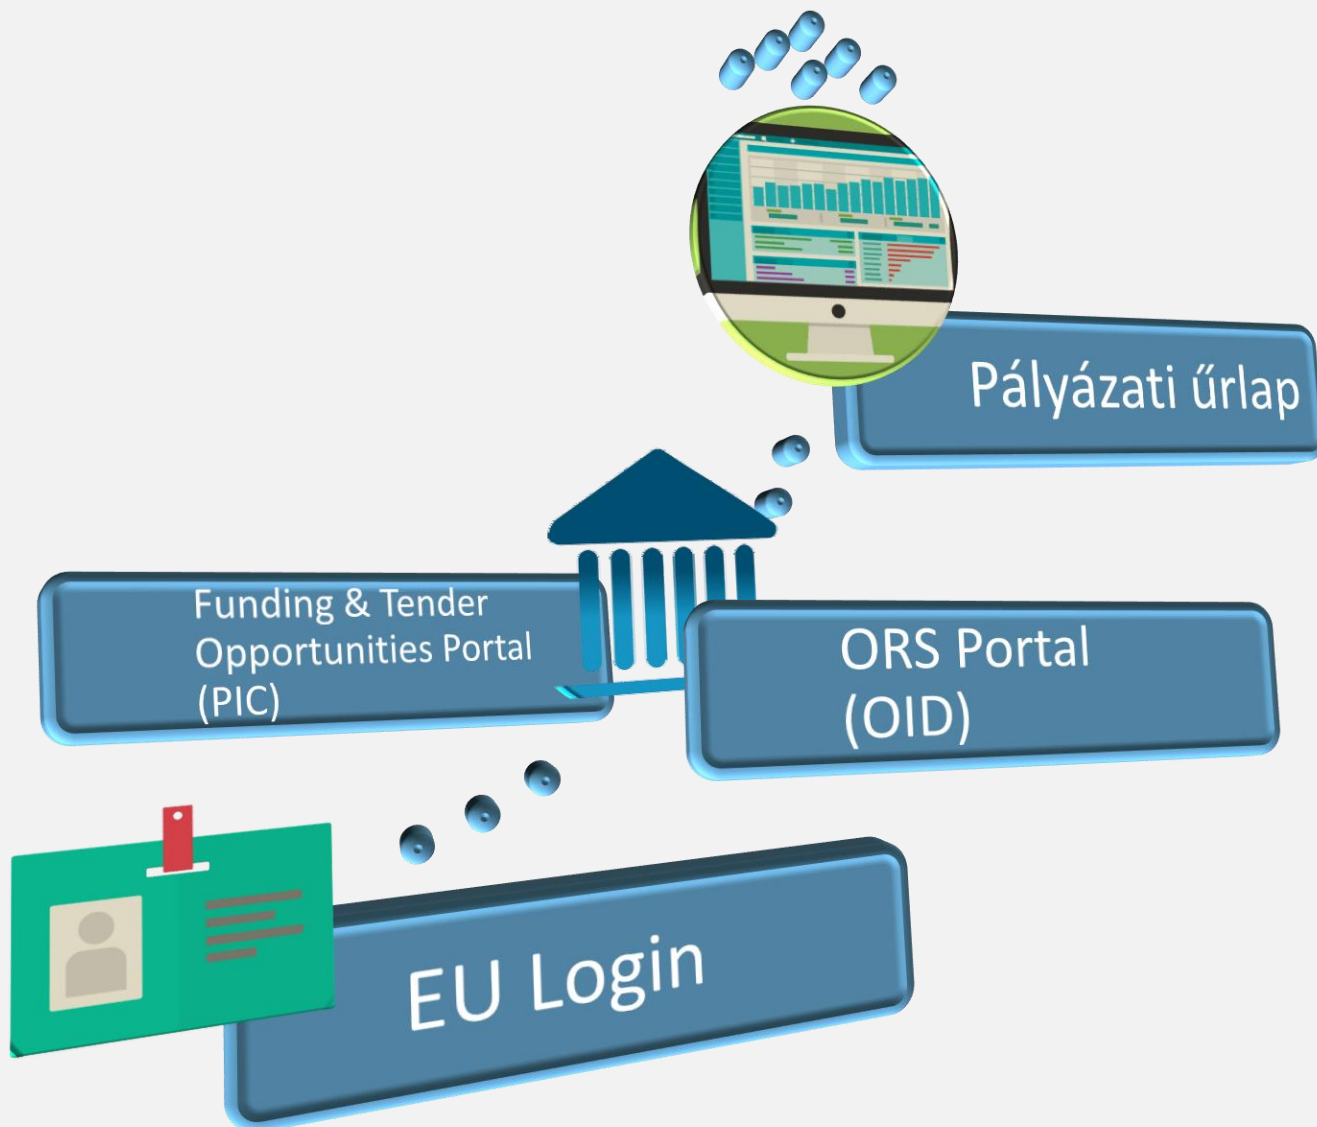 Pályázati űrlap
Funding & Tender
Opportunities Portal
(PIC)
ORS Portal
(OID)
EU Login